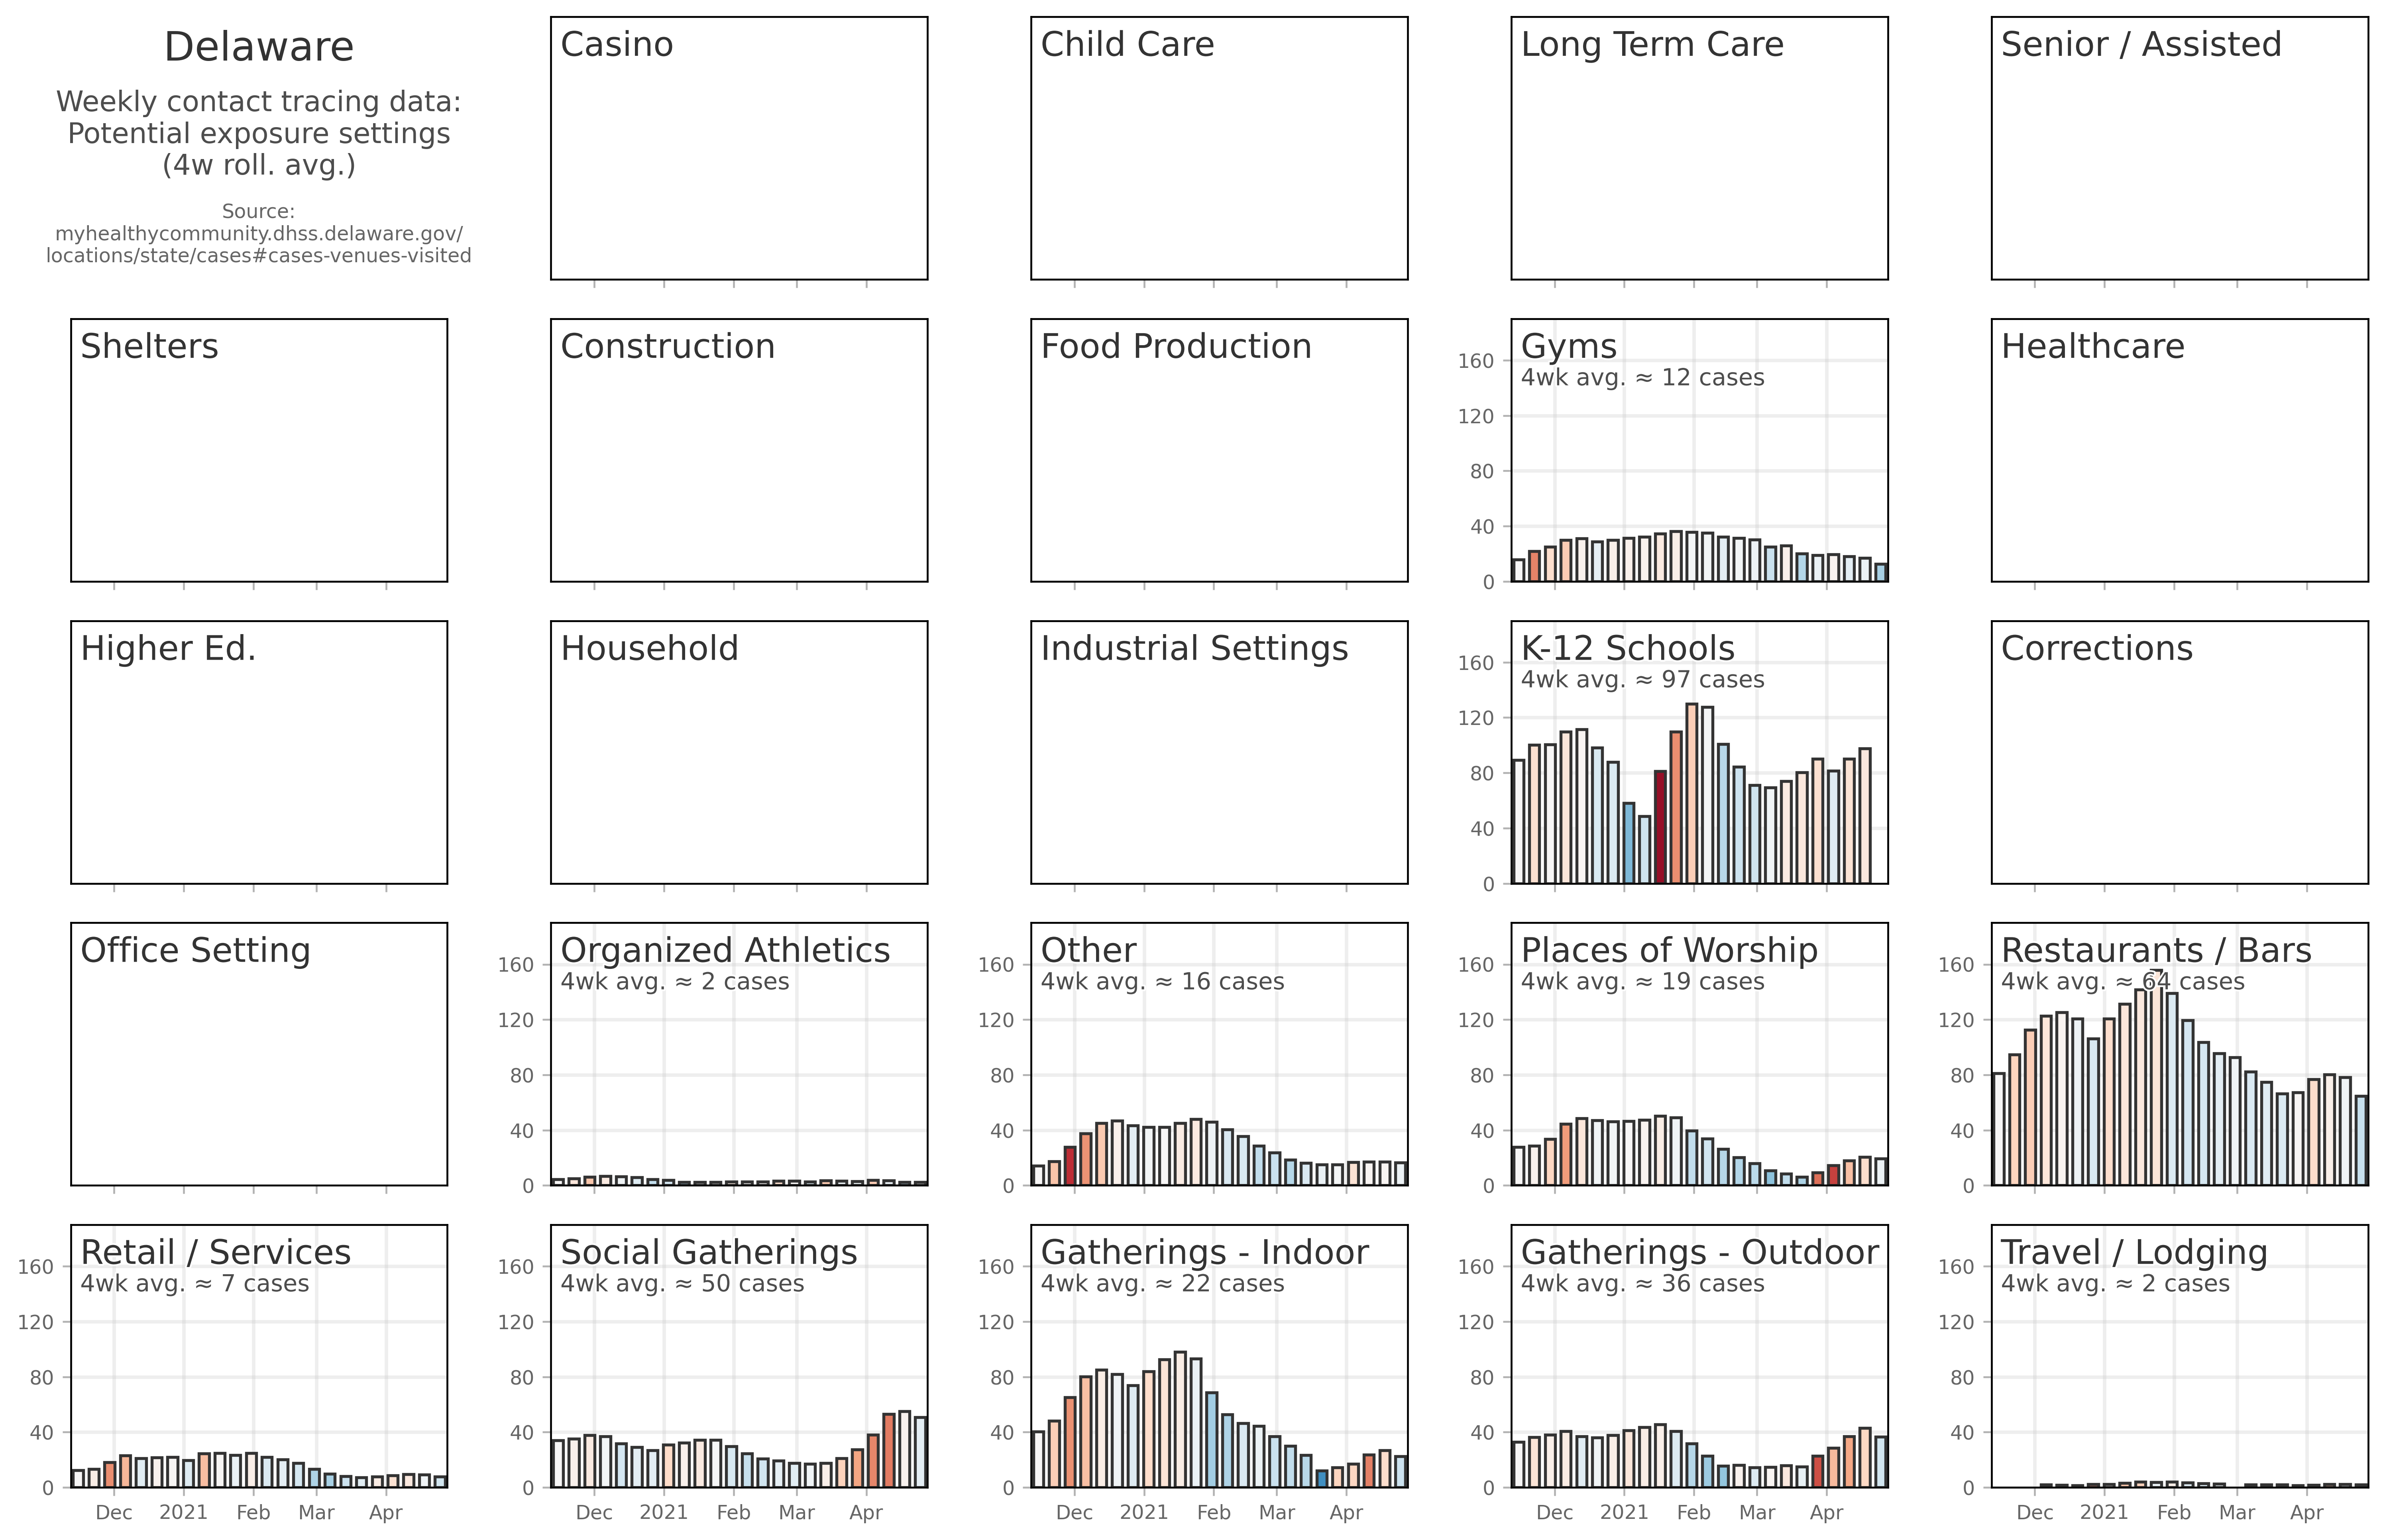 Delaware
Weekly contact tracing data:
Potential exposure settings
(4w roll. avg.)
Source:
myhealthycommunity.dhss.delaware.gov/
locations/state/cases#cases-venues-visited
Casino
Child Care
Long Term Care
Senior / Assisted
Shelters
Construction
Food Production
Gyms
4wk avg. ≈ 12 cases
160
120
80
40
0
Healthcare
Higher Ed.
Household
Industrial Settings
K-12 Schools
4wk avg. ≈ 97 cases
160
120
80
40
0
Corrections
Office Setting
Organized Athletics
4wk avg. ≈ 2 cases
160
120
80
40
0
Other
4wk avg. ≈ 16 cases
160
120
80
40
0
Places of Worship
4wk avg. ≈ 19 cases
160
120
80
40
0
Restaurants / Bars
4wk avg. ≈ 64 cases
160
120
80
40
0
Retail / Services
4wk avg. ≈ 7 cases
160
120
80
40
0
Dec 2021 Feb Mar Apr
Social Gatherings
4wk avg. ≈ 50 cases
160
120
80
40
0
Dec 2021 Feb Mar Apr
Gatherings - Indoor
4wk avg. ≈ 22 cases
160
120
80
40
0
Dec 2021 Feb Mar Apr
Gatherings - Outdoor
4wk avg. ≈ 36 cases
160
120
80
40
0
Dec 2021 Feb Mar Apr
Travel / Lodging
4wk avg. ≈ 2 cases
160
120
80
40
0
Dec 2021 Feb Mar Apr